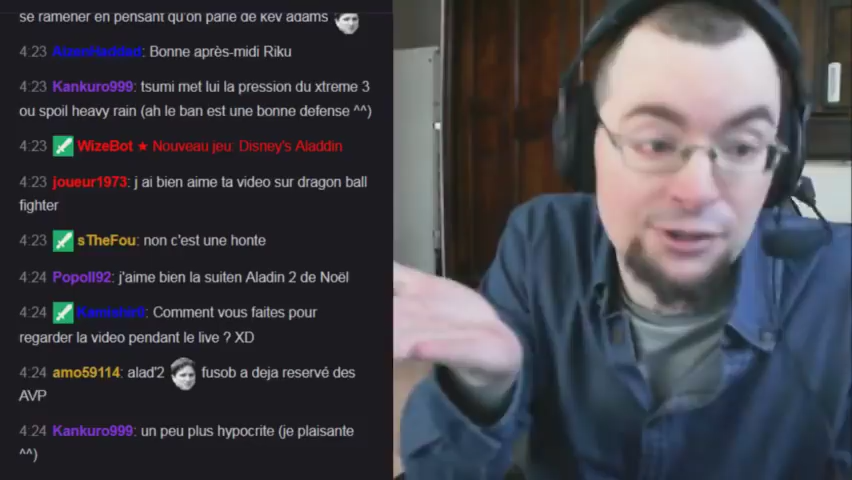 se ramener en pensant qu'on parle de kev adams
4:23 AizenHaddad: Bonne après-midi Riku
4:23 Kankuro999: tsumi met lui la pression du xtreme 3
ou spoil heavy rain (ah le ban est une bonne defense ^^)
4:23 WizeBot ★ Nouveau jeu: Disney's Aladdin
4:23 joueur1973: j ai bien aime ta video sur dragon ball
fighter
4:23 sTheFou: non c'est une honte
4:24 Popoll92: j'aime bien la suiten Aladin 2 de Noël
4:24 : Comment vous faites pour
regarder la video pendant le live ? XD
4:24 amo59114: alad'2 fusob a deja reservé des
AVP
4:24 Kankuro999: un peu plus hypocrite (je plaisante
^^)